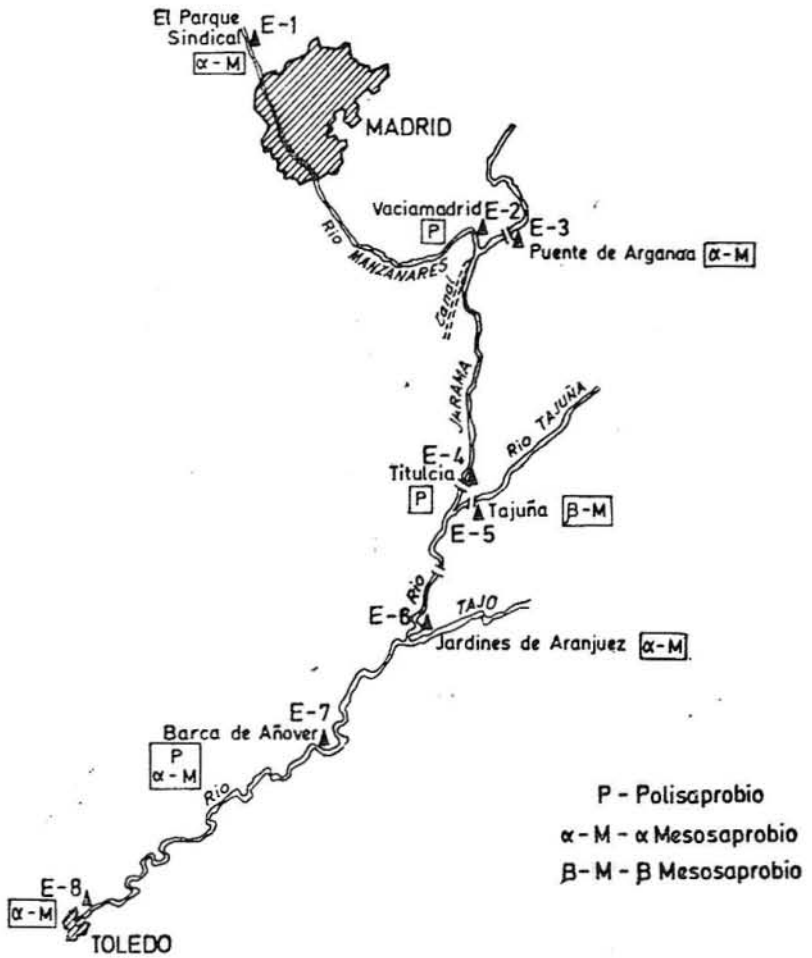 El Parque
Sindical
E-1
α-M
MADRID
Vaciamadrid
E-2
P
E-3
Puente de Arganda
α-M
Rio MANZANARES
Canal
JARAMA
Rio TAJUÑA
E-4
Titulcia
P
Tajuña
β-M
E-5
Rio
TAJO
E-6
Jardines de Aranjuez
α-M
E-7
Barca de Añover
P
α-M
Rio
E-8
α-M
TOLEDO
P - Polisaprobio
α-M - α Mesosaprobio
β-M - β Mesosaprobio